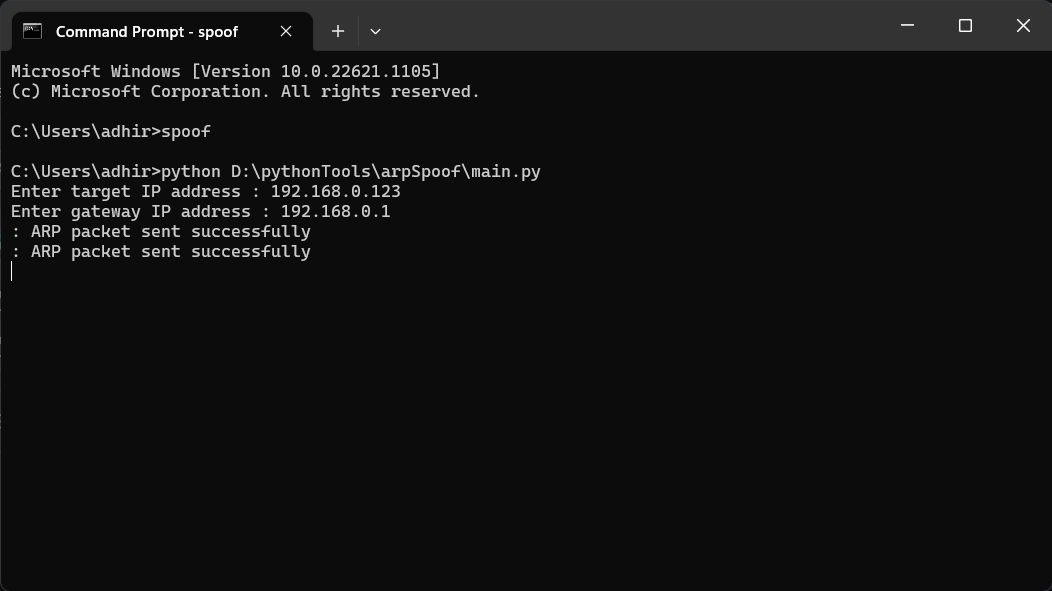 Command Prompt - spoof
Microsoft Windows [Version 10.0.22621.1105]
(c) Microsoft Corporation. All rights reserved.
C:\Users\adhir>spoof
C:\Users\adhir>python D:\pythonTools\arpSpoof\main.py
Enter target IP address : 192.168.0.123
Enter gateway IP address : 192.168.0.1
: ARP packet sent successfully
: ARP packet sent successfully